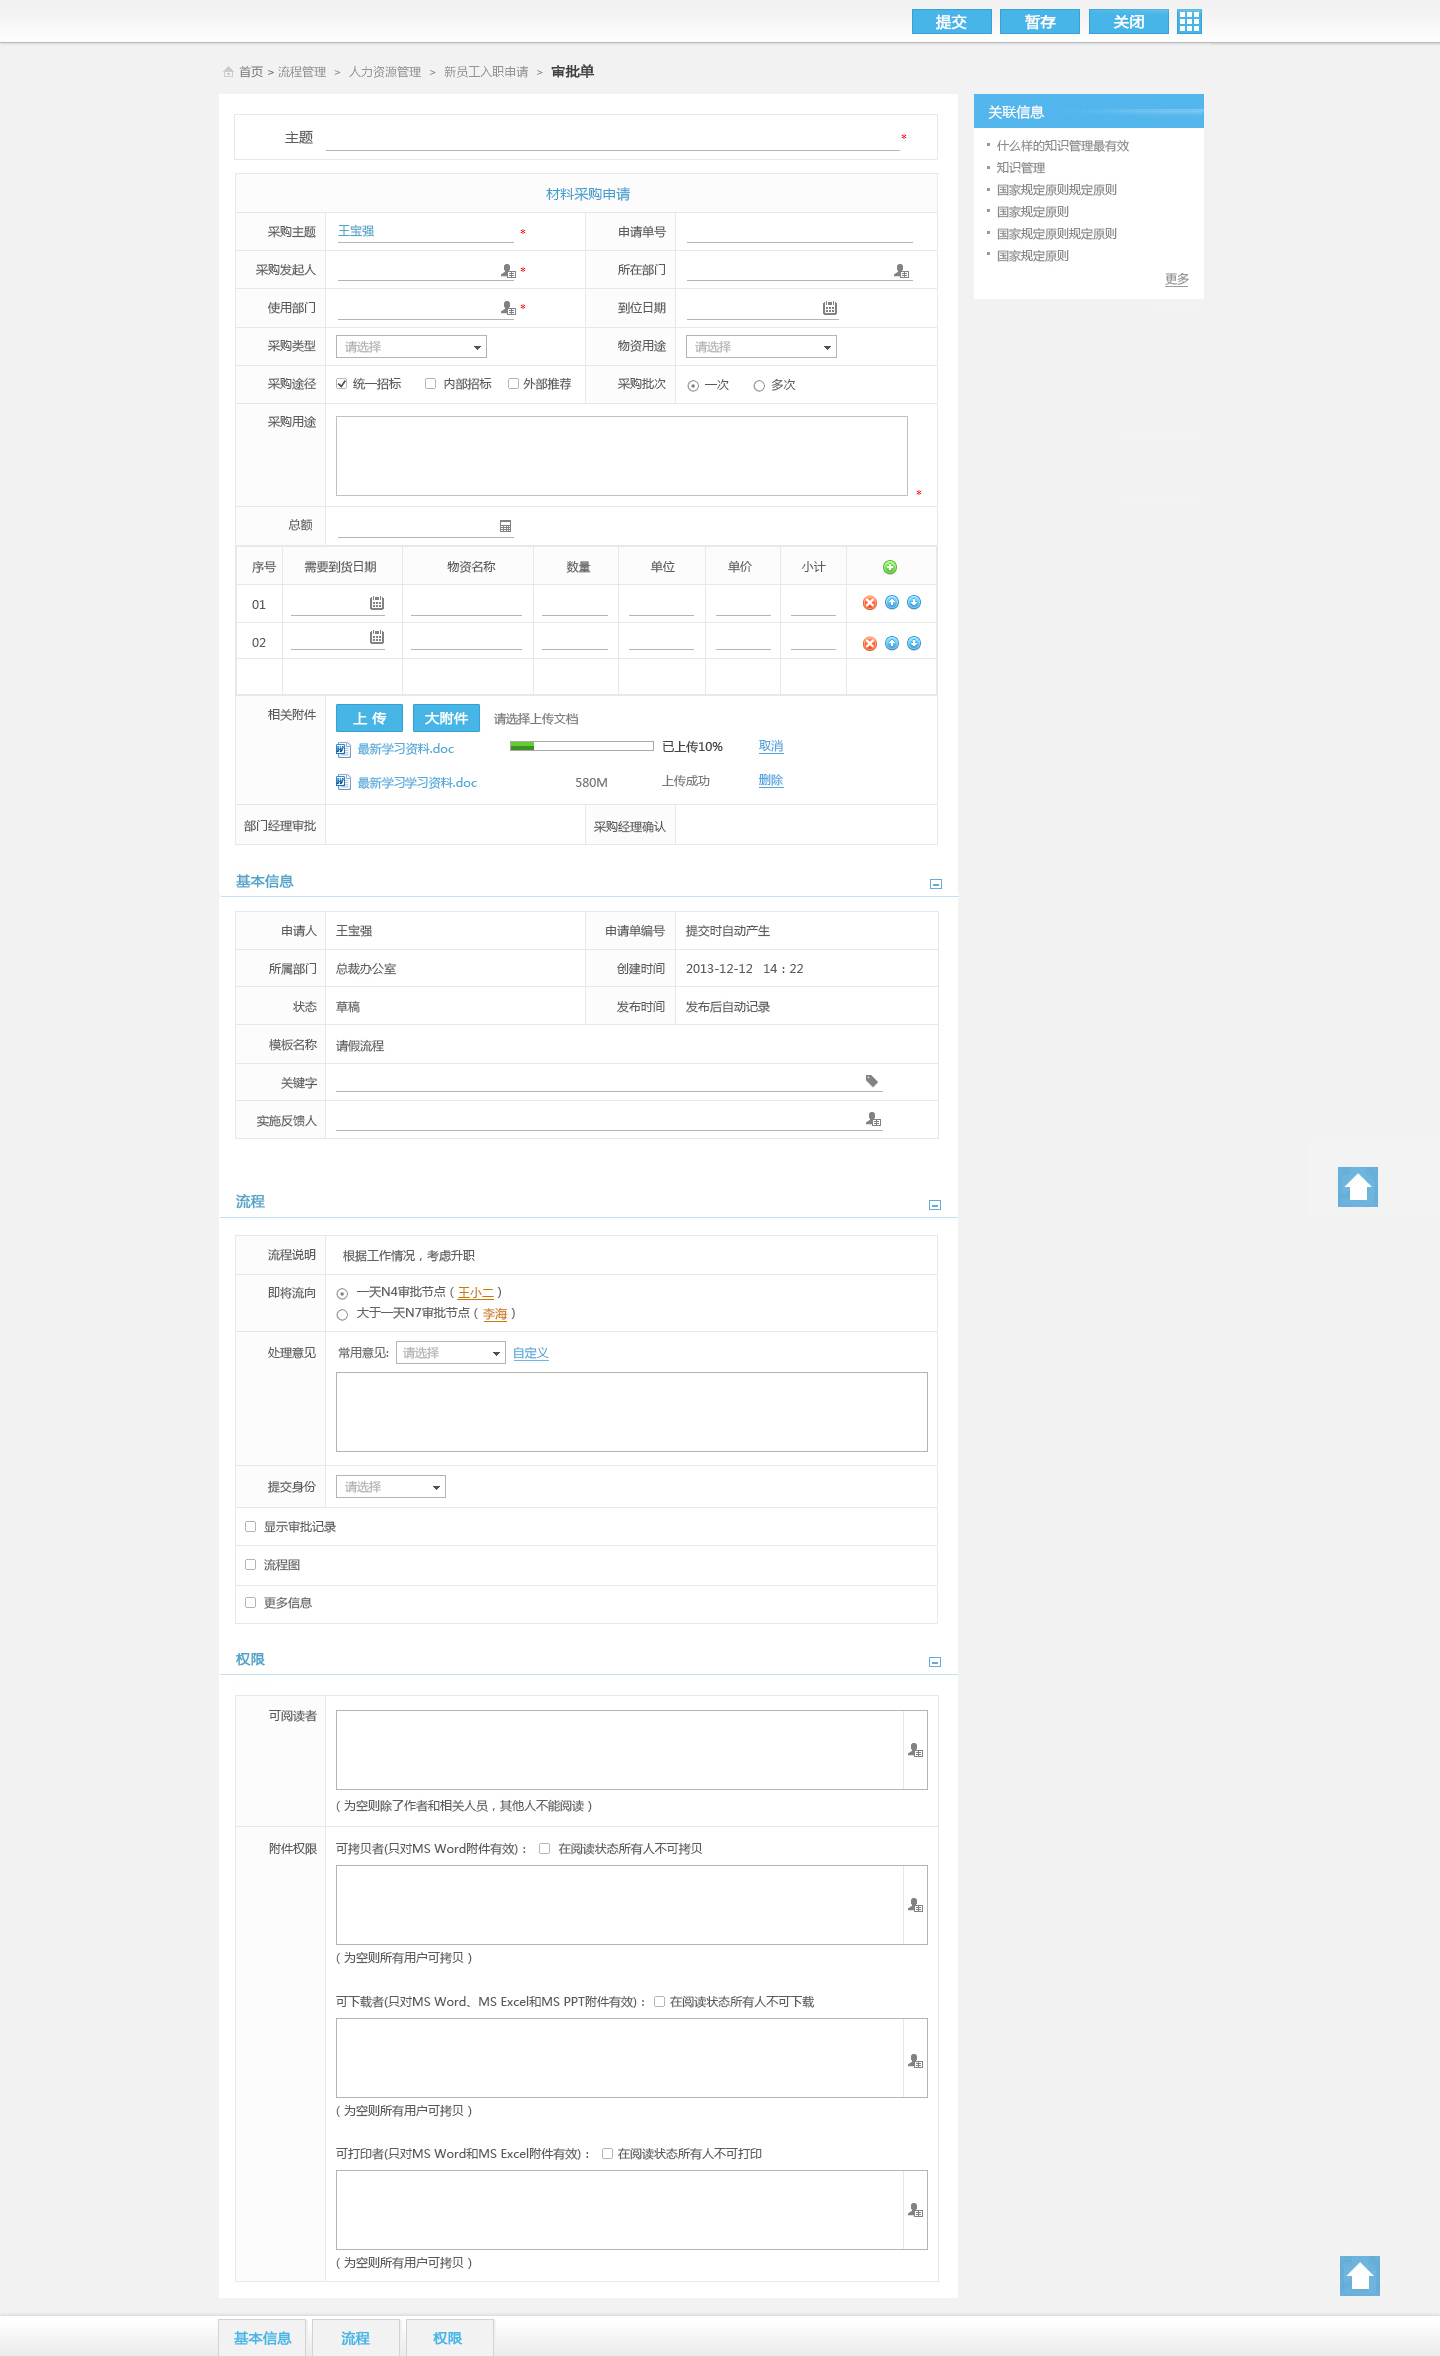 提交 暂存 关闭
首页 > 流程管理 > 人力资源管理 > 新员工入职申请 > 审批单
关联信息
什么样的知识管理最有效
知识管理
国家规定原则规定原则
国家规定原则
国家规定原则规定原则
国家规定原则
更多
主题 *
材料采购申请
采购主题 王宝强 * 申请单号
采购发起人 * 所在部门
使用部门 * 到位日期
采购类型 请选择 物资用途 请选择
采购途径 统一招标 内部招标 外部推荐 采购批次 一次 多次
采购用途 *
总额
序号 需要到货日期 物资名称 数量 单位 单价 小计
01
02
相关附件 上传 大附件 请选择上传文档
最新学习资料.doc 已上传10% 取消
最新学习学习资料.doc 580M 上传成功 删除
部门经理审批 采购经理确认
基本信息
申请人 王宝强 申请单编号 提交时自动产生
所属部门 总裁办公室 创建时间 2013-12-12 14：22
状态 草稿 发布时间 发布后自动记录
模板名称 请假流程
关键字
实施反馈人
流程
流程说明 根据工作情况，考虑升职
即将流向 一天N4审批节点（王小二）
大于一天N7审批节点（李海）
处理意见 常用意见: 请选择 自定义
提交身份 请选择
显示审批记录
流程图
更多信息
权限
可阅读者
（为空则除了作者和相关人员，其他人不能阅读）
附件权限 可拷贝者(只对MS Word附件有效)： 在阅读状态所有人不可拷贝
（为空则所有用户可拷贝）
可下载者(只对MS Word、MS Excel和MS PPT附件有效)： 在阅读状态所有人不可下载
（为空则所有用户可拷贝）
可打印者(只对MS Word和MS Excel附件有效)： 在阅读状态所有人不可打印
（为空则所有用户可拷贝）
基本信息 流程 权限